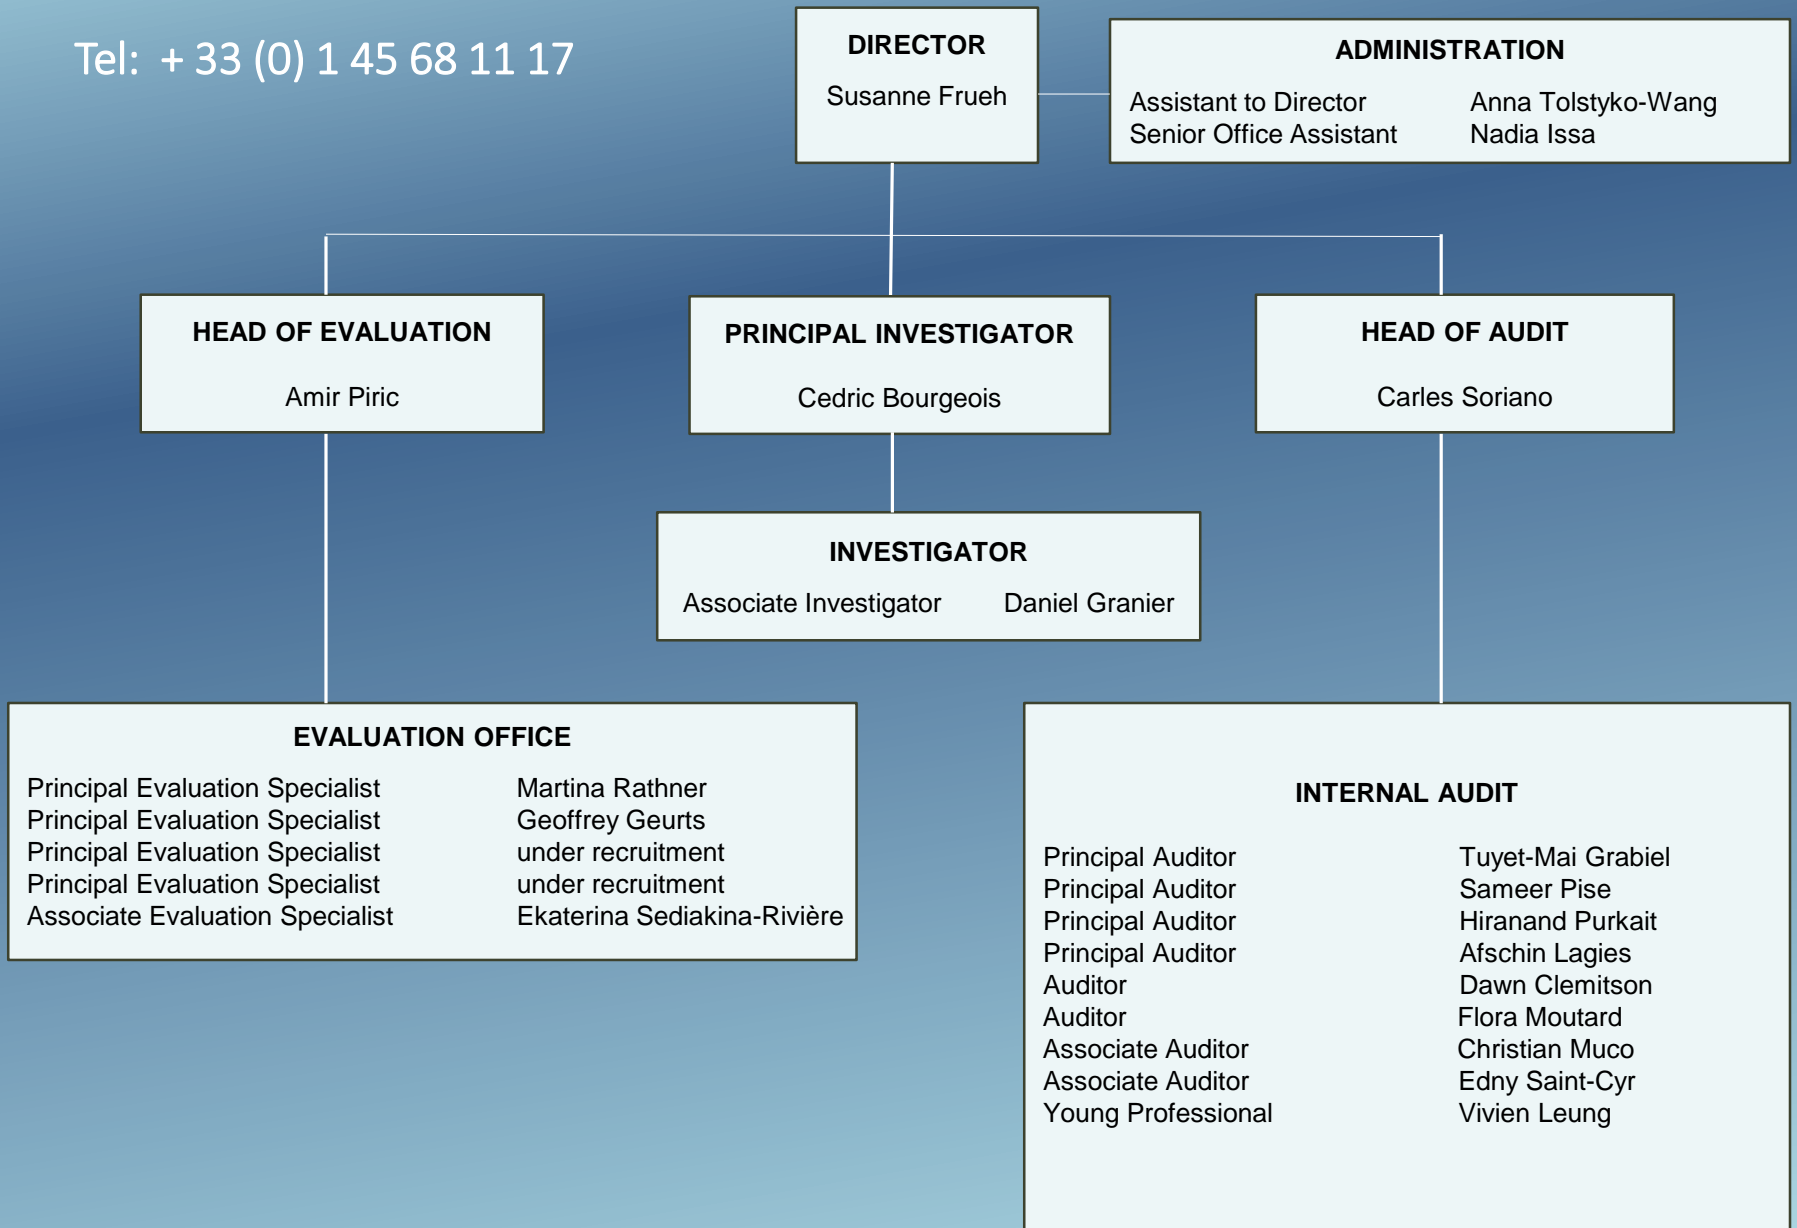 Tel: + 33 (0) 1 45 68 11 17
DIRECTOR
Susanne Frueh
ADMINISTRATION
Assistant to Director Anna Tolstyko-Wang
Senior Office Assistant Nadia Issa
HEAD OF EVALUATION
Amir Piric
PRINCIPAL INVESTIGATOR
Cedric Bourgeois
HEAD OF AUDIT
Carles Soriano
INVESTIGATOR
Associate Investigator Daniel Granier
EVALUATION OFFICE
Principal Evaluation Specialist Martina Rathner
Principal Evaluation Specialist Geoffrey Geurts
Principal Evaluation Specialist under recruitment
Principal Evaluation Specialist under recruitment
Associate Evaluation Specialist Ekaterina Sediakina-Rivière
INTERNAL AUDIT
Principal Auditor Tuyet-Mai Grabiel
Principal Auditor Sameer Pise
Principal Auditor Hiranand Purkait
Principal Auditor Afschin Lagies
Auditor Dawn Clemitson
Auditor Flora Moutard
Associate Auditor Christian Muco
Associate Auditor Edny Saint-Cyr
Young Professional Vivien Leung